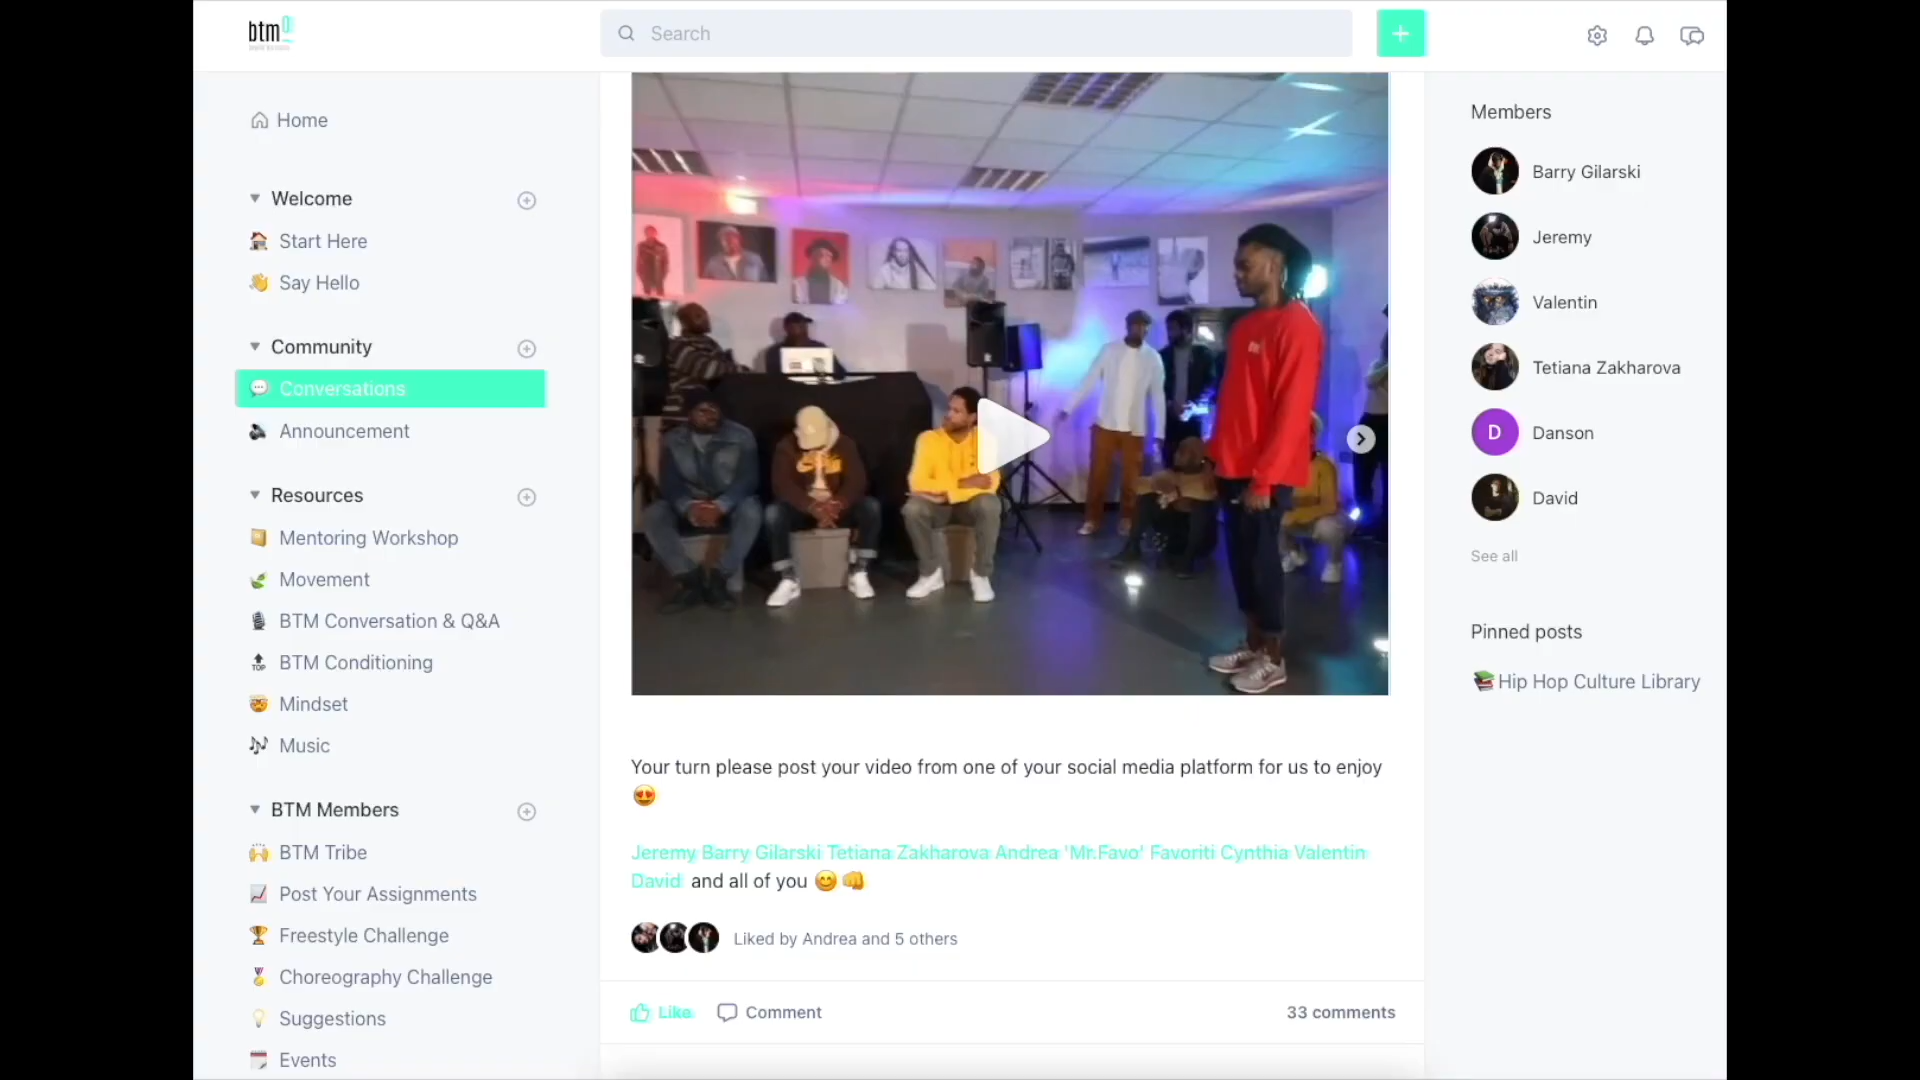 btm
Search
Home
Welcome
Start Here
Say Hello
Community
Conversations
Announcement
Resources
Mentoring Workshop
Movement
BTM Conversation & Q&A
TOP BTM Conditioning
Mindset
Music
BTM Members
BTM Tribe
Post Your Assignments
Freestyle Challenge
Choreography Challenge
Suggestions
Events
Your turn please post your video from one of your social media platform for us to enjoy
😍
Jeremy Barry Gilarski Tetiana Zakharova Andrea 'Mr.Favo' Favoriti Cynthia Valentin
David and all of you 😊 👊
Liked by Andrea and 5 others
Like Comment 33 comments
Members
Barry Gilarski
Jeremy
Valentin
Tetiana Zakharova
D Danson
David
See all
Pinned posts
Hip Hop Culture Library